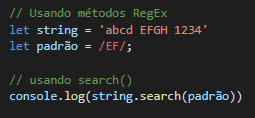 // Usando métodos RegEx
let string = 'abcd EFGH 1234'
let padrão = /EF/;
// usando search()
console.log(string.search(padrão))